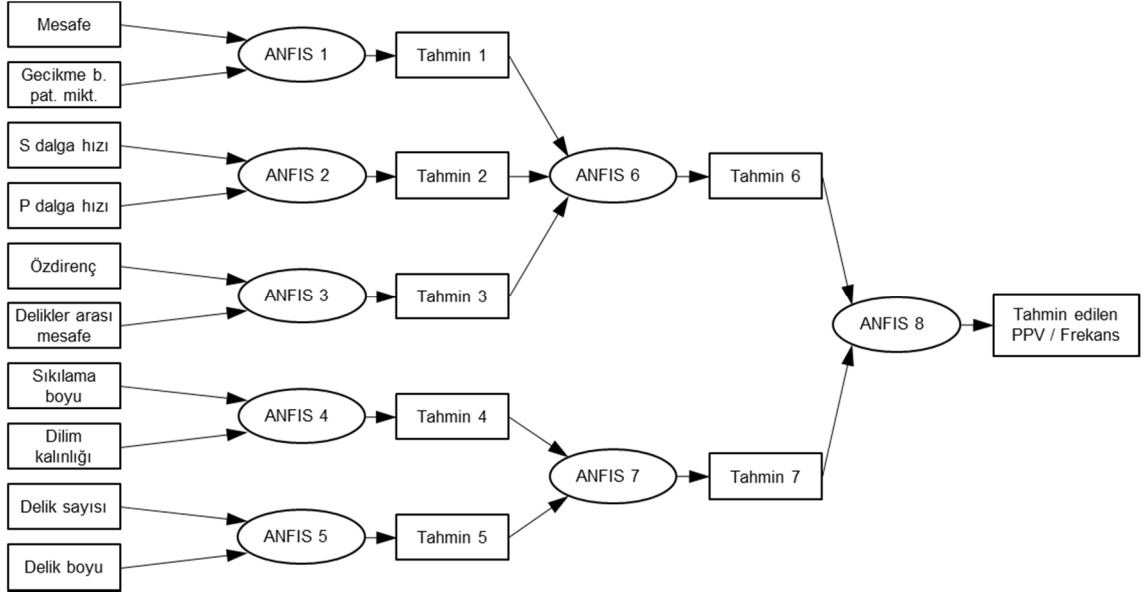 Mesafe
Gecikme b.
pat. mikt.
S dalga hızı
P dalga hızı
Özdirenç
Delikler arası
mesafe
Sıkılama
boyu
Dilim
kalınlığı
Delik sayısı
Delik boyu
ANFIS 1
ANFIS 2
ANFIS 3
ANFIS 4
ANFIS 5
Tahmin 1
Tahmin 2
Tahmin 3
Tahmin 4
Tahmin 5
ANFIS 6
ANFIS 7
Tahmin 6
Tahmin 7
ANFIS 8
Tahmin edilen
PPV / Frekans